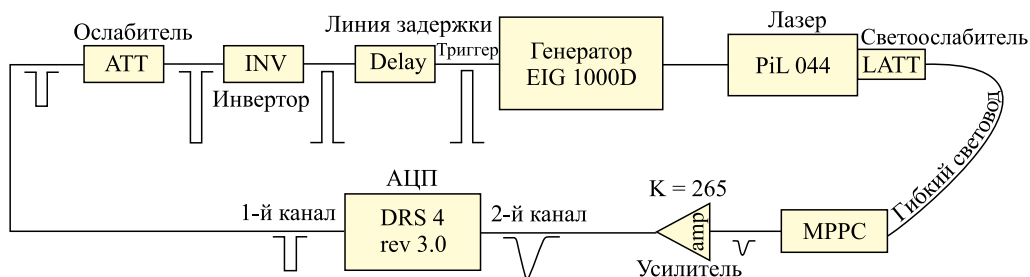 Ослабитель
ATT
INV
Инвертор
Линия задержки
Delay
Триггер
Генератор
EIG 1000D
Лазер
PiL 044
Светоослабитель
LATT
Гибкий световод
АЦП
1-й канал
DRS 4
rev 3.0
2-й канал
K = 265
amp
Усилитель
MPPC